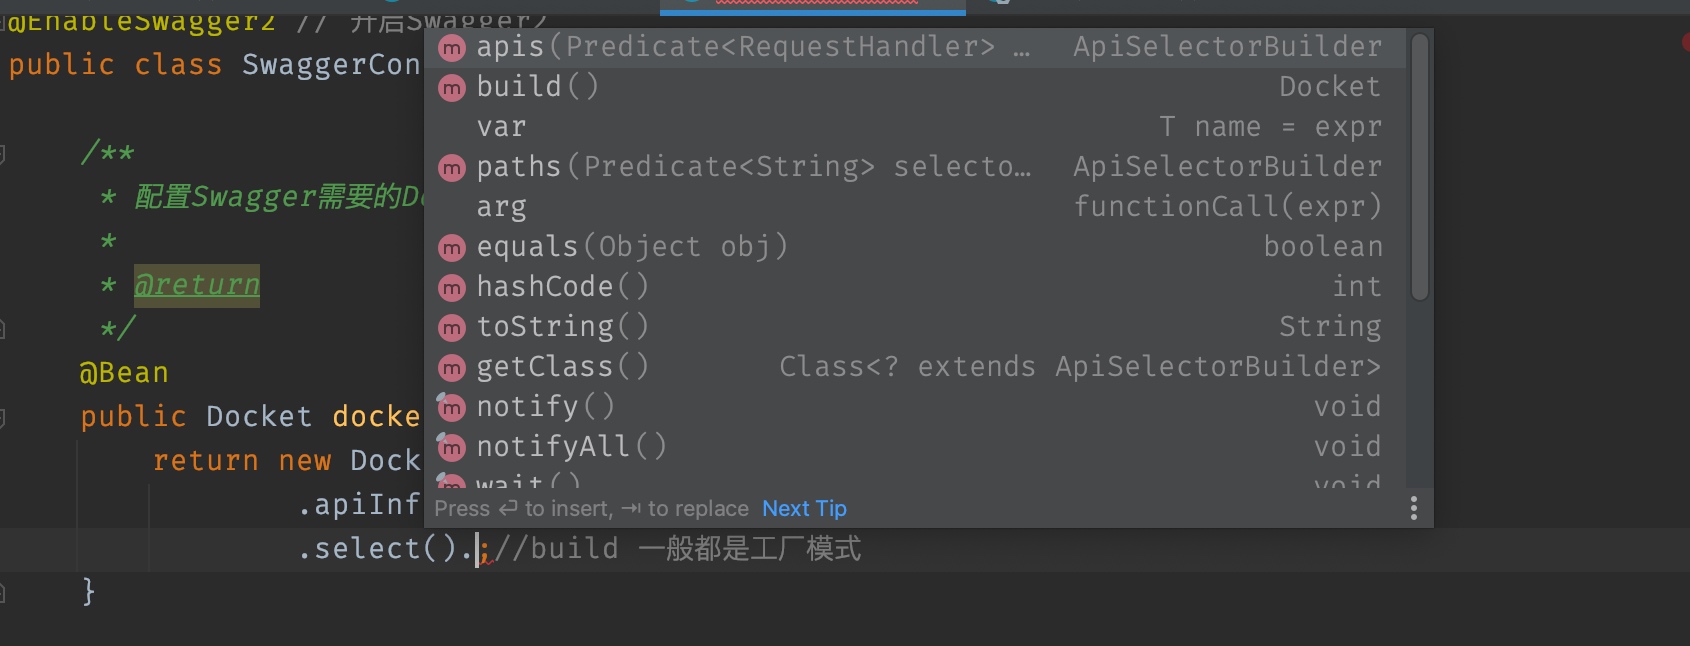 @EnableSwagger2 // 开启Swagger2
public class SwaggerCon
/**
* 配置Swagger需要的Do
*
* @return
*/
@Bean
public Docket docke
return new Dock
.apiInf
.select().;//build 一般都是工厂模式
}
apis(Predicate<RequestHandler> … ApiSelectorBuilder
build() Docket
var T name = expr
paths(Predicate<String> selecto… ApiSelectorBuilder
arg functionCall(expr)
equals(Object obj) boolean
hashCode() int
toString() String
getClass() Class<? extends ApiSelectorBuilder>
notify() void
notifyAll() void
wait() void
Press ⏎ to insert, ⇥ to replace Next Tip